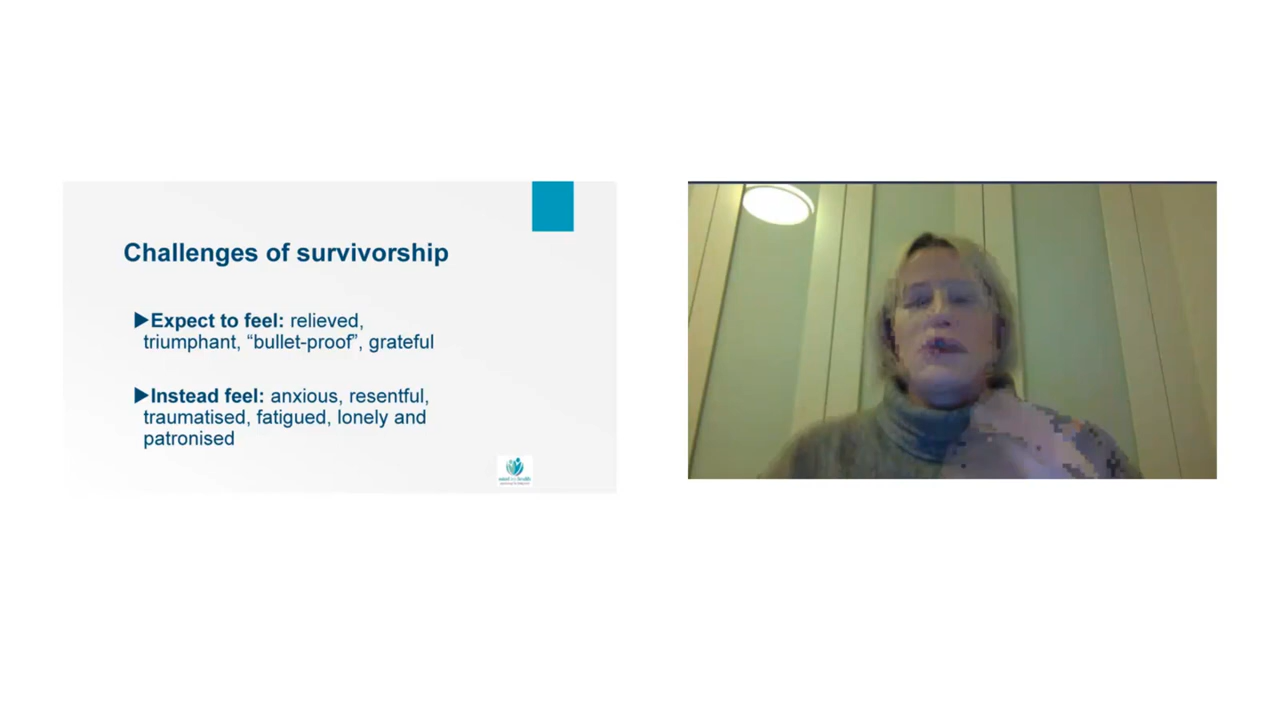 Challenges of survivorship
▶Expect to feel: relieved,
triumphant, “bullet-proof”, grateful
▶Instead feel: anxious, resentful,
traumatised, fatigued, lonely and
patronised